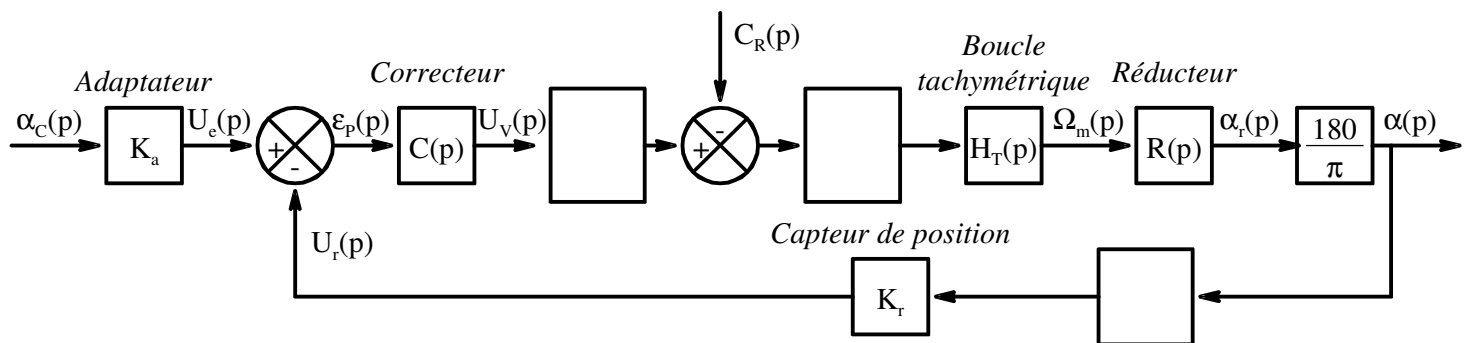 C_R(p)
Boucle
tachymétrique
Adaptateur
Correcteur
Réducteur
α_C(p)
K_a
U_e(p)
+
-
ε_P(p)
C(p)
U_V(p)
+
-
H_T(p)
Ω_m(p)
R(p)
α_r(p)
180
π
α(p)
U_r(p)
Capteur de position
K_r